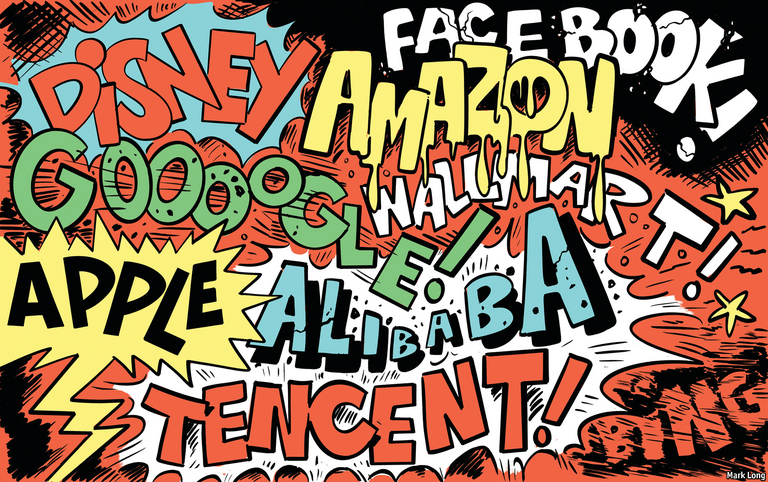 DISNEY
FACEBOOK!
AMAZON
GOOOOOGLE!
WALLMART!
APPLE
ALIBABA
TENCENT!
BING
Mark Long